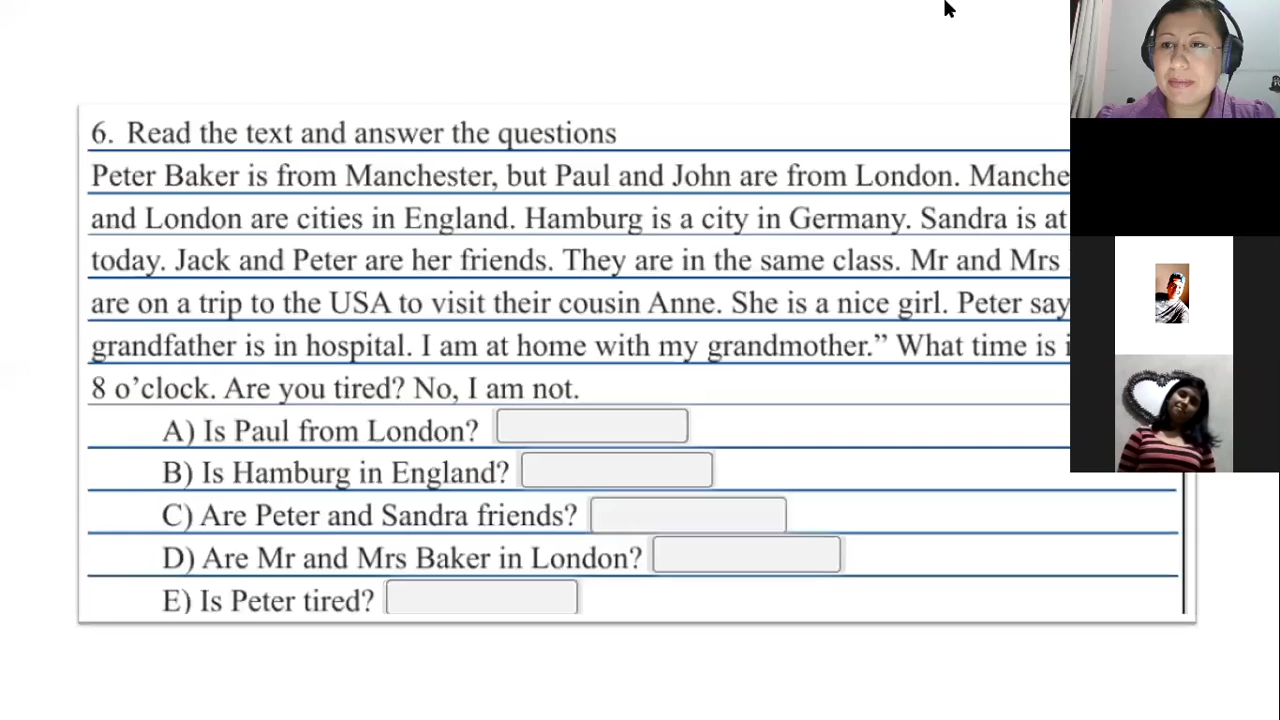 6. Read the text and answer the questions
Peter Baker is from Manchester, but Paul and John are from London.
and London are cities in England. Hamburg is a city in Germany. Sandra is at
today. Jack and Peter are her friends. They are in the same class. Mr and Mrs
are on a trip to the USA to visit their cousin Anne. She is a nice girl. Peter
grandfather is in hospital. I am at home with my grandmother.” What time is
8 o’clock. Are you tired? No, I am not.
A) Is Paul from London?
B) Is Hamburg in England?
C) Are Peter and Sandra friends?
D) Are Mr and Mrs Baker in London?
E) Is Peter tired?